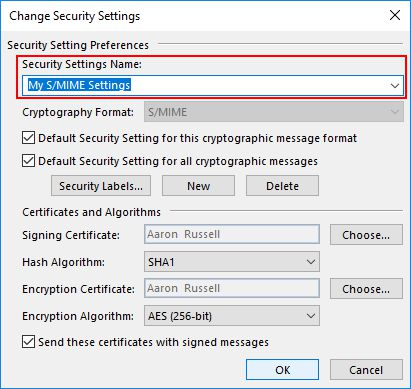 Change Security Settings
Security Setting Preferences
Security Settings Name:
My S/MIME Settings
Cryptography Format: S/MIME
Default Security Setting for this cryptographic message format
Default Security Setting for all cryptographic messages
Security Labels... New Delete
Certificates and Algorithms
Signing Certificate: Aaron Russell Choose...
Hash Algorithm: SHA1
Encryption Certificate: Aaron Russell Choose...
Encryption Algorithm: AES (256-bit)
Send these certificates with signed messages
OK Cancel